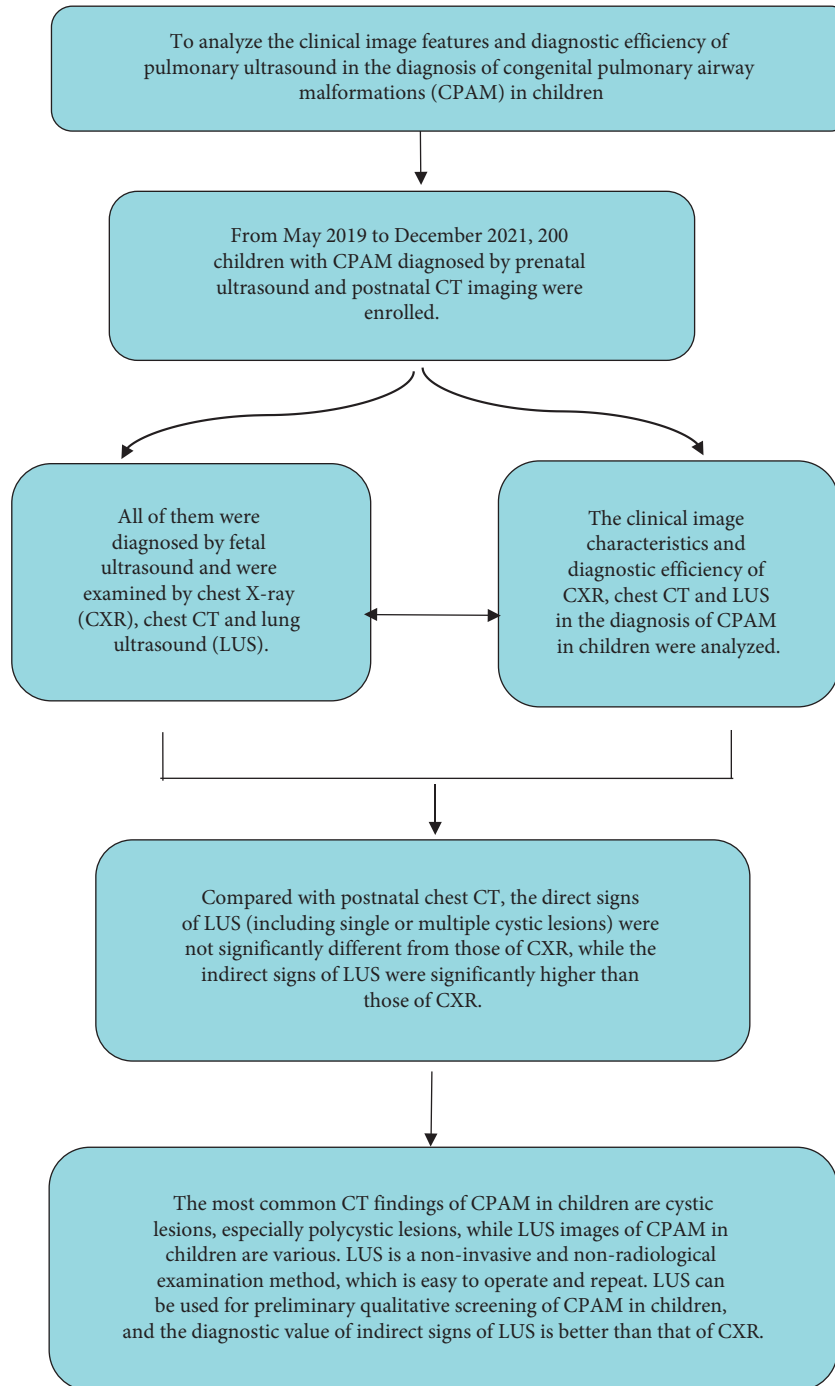 To analyze the clinical image features and diagnostic efficiency of
pulmonary ultrasound in the diagnosis of congenital pulmonary airway
malformations (CPAM) in children
From May 2019 to December 2021, 200
children with CPAM diagnosed by prenatal
ultrasound and postnatal CT imaging were
enrolled.
All of them were
diagnosed by fetal
ultrasound and were
examined by chest X-ray
(CXR), chest CT and lung
ultrasound (LUS).
The clinical image
characteristics and
diagnostic efficiency of
CXR, chest CT and LUS
in the diagnosis of CPAM
in children were analyzed.
Compared with postnatal chest CT, the direct signs
of LUS (including single or multiple cystic lesions) were
not significantly different from those of CXR, while the
indirect signs of LUS were significantly higher than
those of CXR.
The most common CT findings of CPAM in children are cystic
lesions, especially polycystic lesions, while LUS images of CPAM in
children are various. LUS is a non-invasive and non-radiological
examination method, which is easy to operate and repeat. LUS can
be used for preliminary qualitative screening of CPAM in children,
and the diagnostic value of indirect signs of LUS is better than that of CXR.